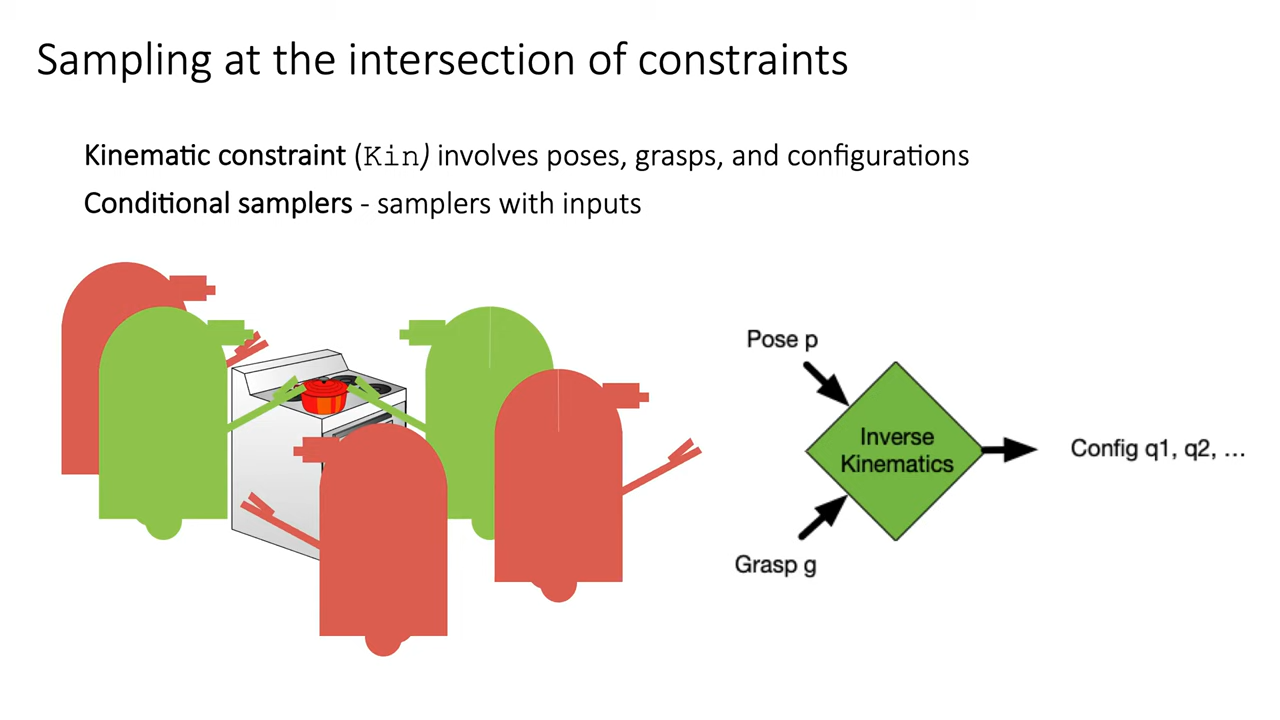 Sampling at the intersection of constraints
Kinematic constraint (Kin) involves poses, grasps, and configurations
Conditional samplers - samplers with inputs
Pose p
Inverse
Kinematics
Config q1, q2, ...
Grasp g